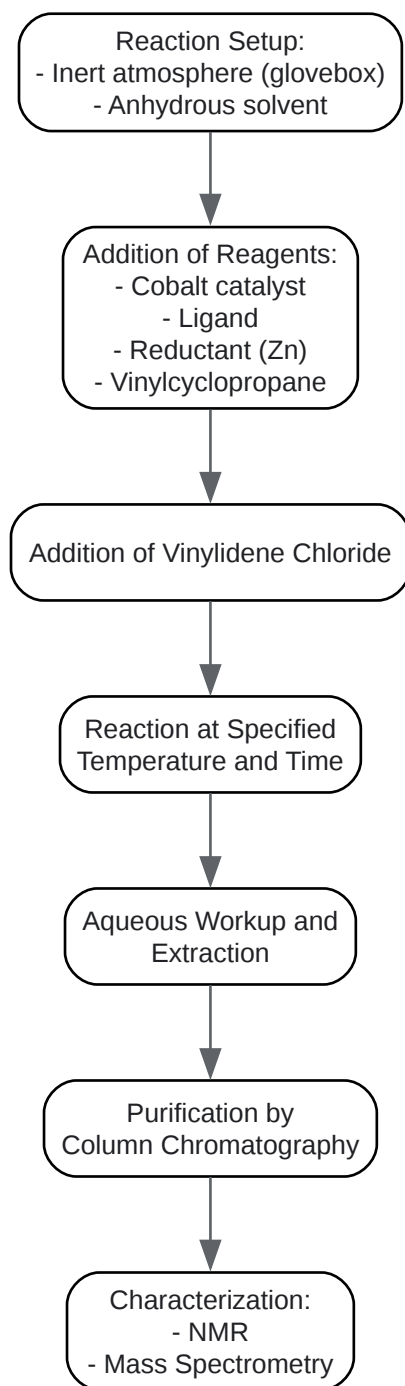 Reaction Setup:
- Inert atmosphere (glovebox)
- Anhydrous solvent
Addition of Reagents:
- Cobalt catalyst
- Ligand
- Reductant (Zn)
- Vinylcyclopropane
Addition of Vinylidene Chloride
Reaction at Specified
Temperature and Time
Aqueous Workup and
Extraction
Purification by
Column Chromatography
Characterization:
- NMR
- Mass Spectrometry